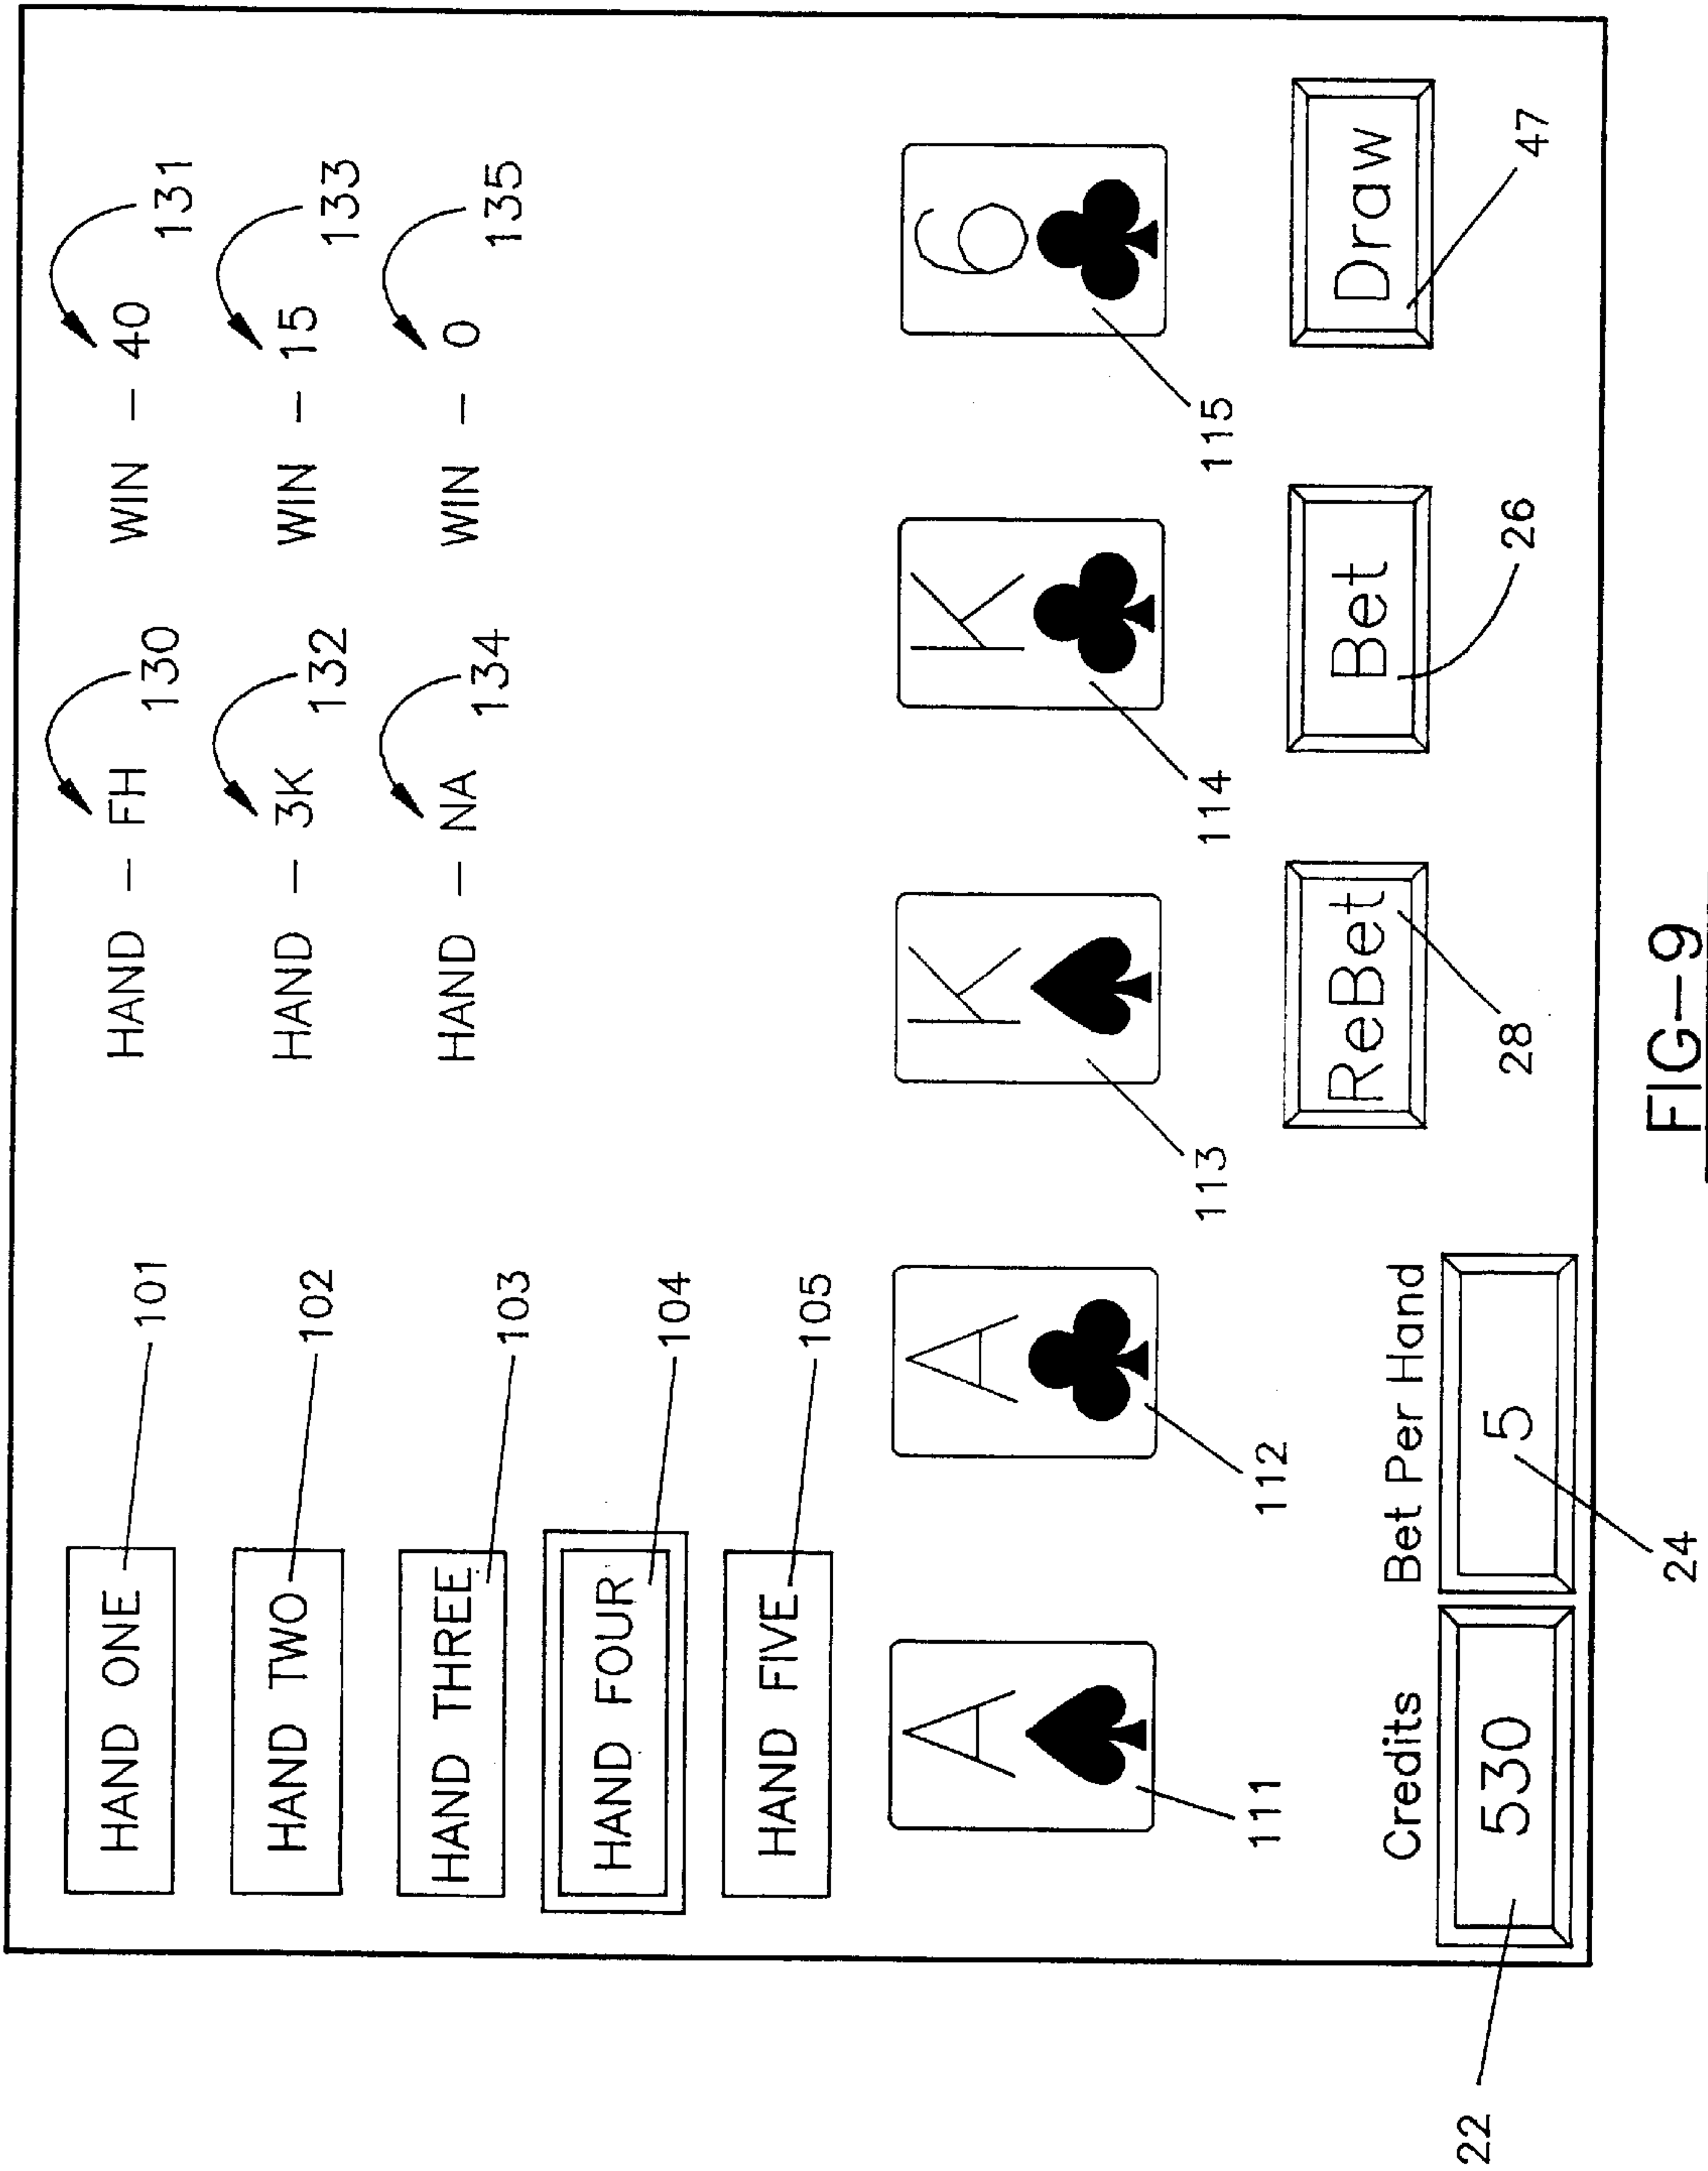 HAND ONE 101 HAND – FH 130 WIN – 40 131
HAND TWO 102 HAND – 3K 132 WIN – 15 133
HAND THREE 103 HAND – NA 134 WIN – 0 135
HAND FOUR 104
HAND FIVE 105
A A K K 6
111 112 113 114 115
Credits Bet Per Hand
530 5 ReBet Bet Draw
22 24 28 26 47
FIG–9